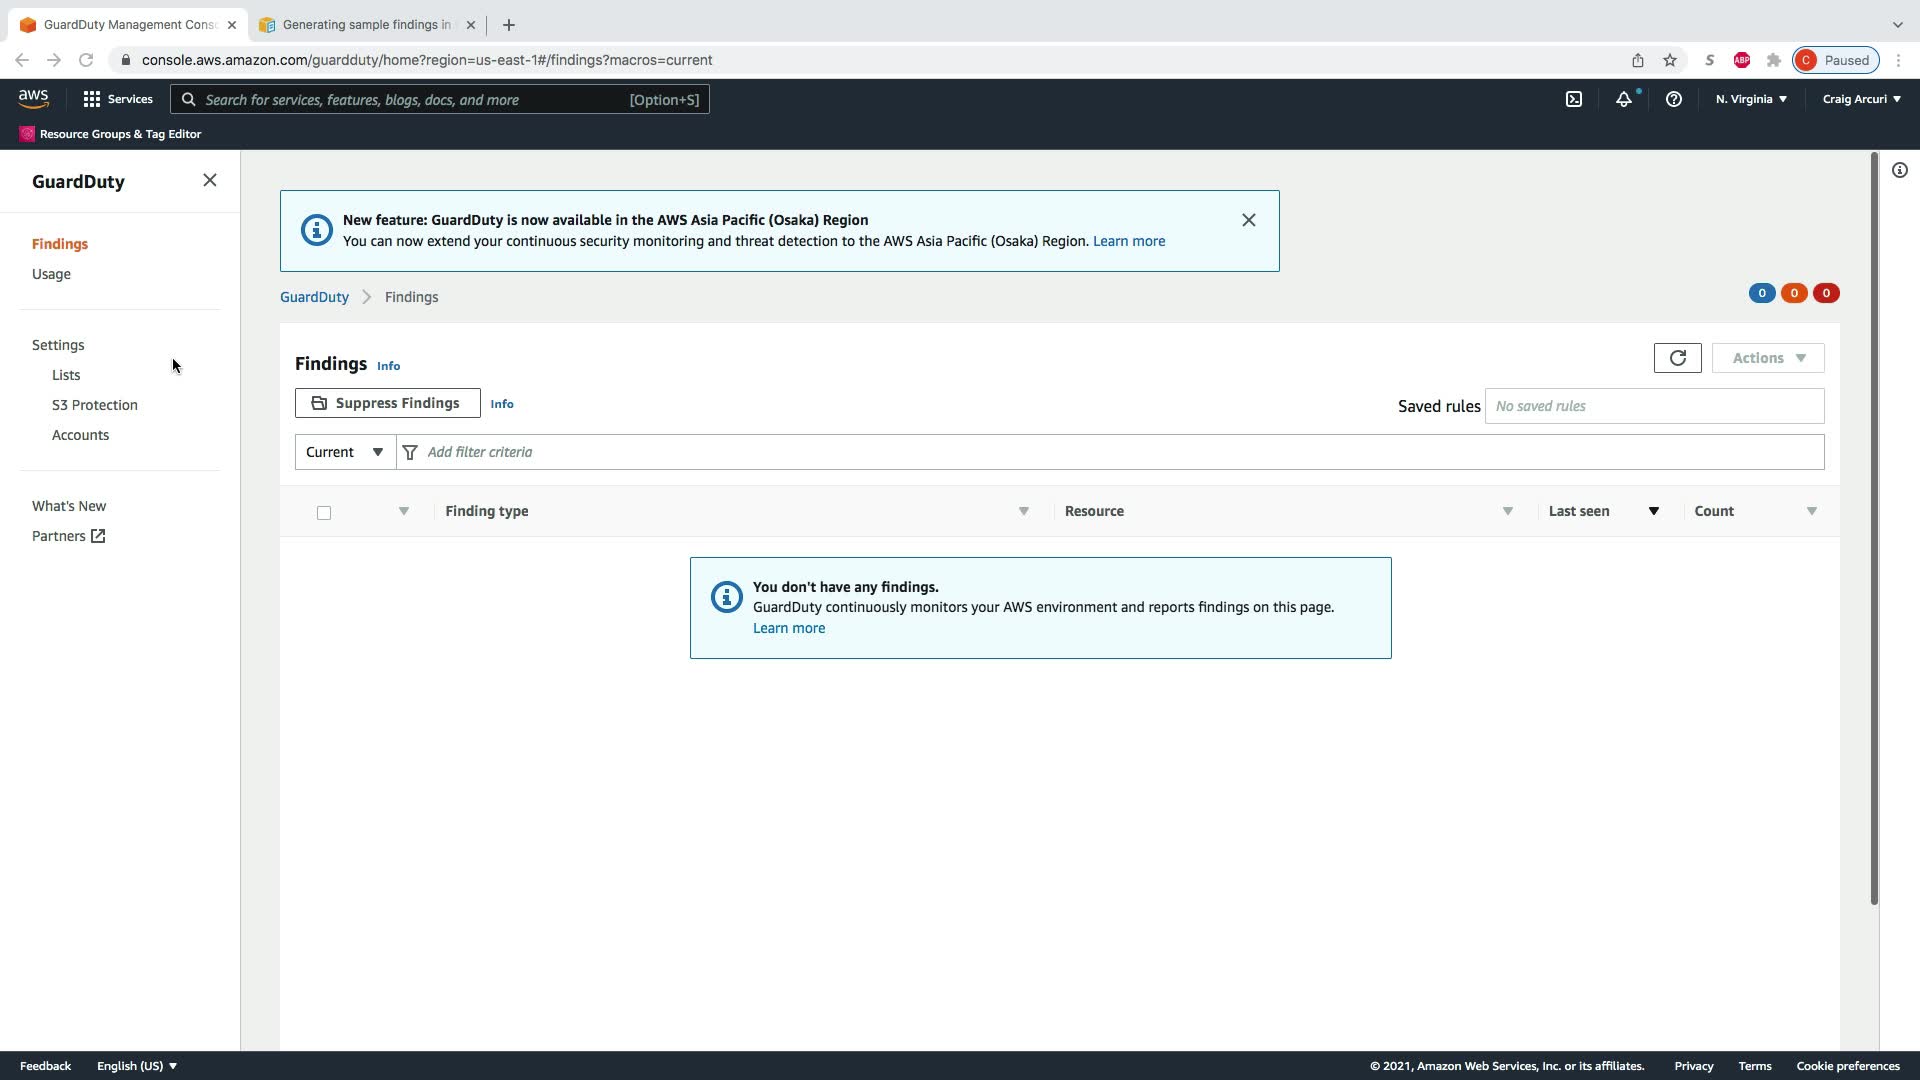 GuardDuty Management Conso
Generating sample findings in
console.aws.amazon.com/guardduty/home?region=us-east-1#/findings?macros=current
S
ABP
C
Paused
aws
Services
Search for services, features, blogs, docs, and more
[Option+S]
N. Virginia
Craig Arcuri
Resource Groups & Tag Editor
GuardDuty
Findings
Usage
Settings
Lists
S3 Protection
Accounts
What's New
Partners
New feature: GuardDuty is now available in the AWS Asia Pacific (Osaka) Region
You can now extend your continuous security monitoring and threat detection to the AWS Asia Pacific (Osaka) Region. Learn more
GuardDuty
Findings
0
0
0
Findings
Info
Actions
Suppress Findings
Info
Saved rules
No saved rules
Current
Add filter criteria
Finding type
Resource
Last seen
Count
You don't have any findings.
GuardDuty continuously monitors your AWS environment and reports findings on this page.
Learn more
Feedback
English (US)
© 2021, Amazon Web Services, Inc. or its affiliates.
Privacy
Terms
Cookie preferences